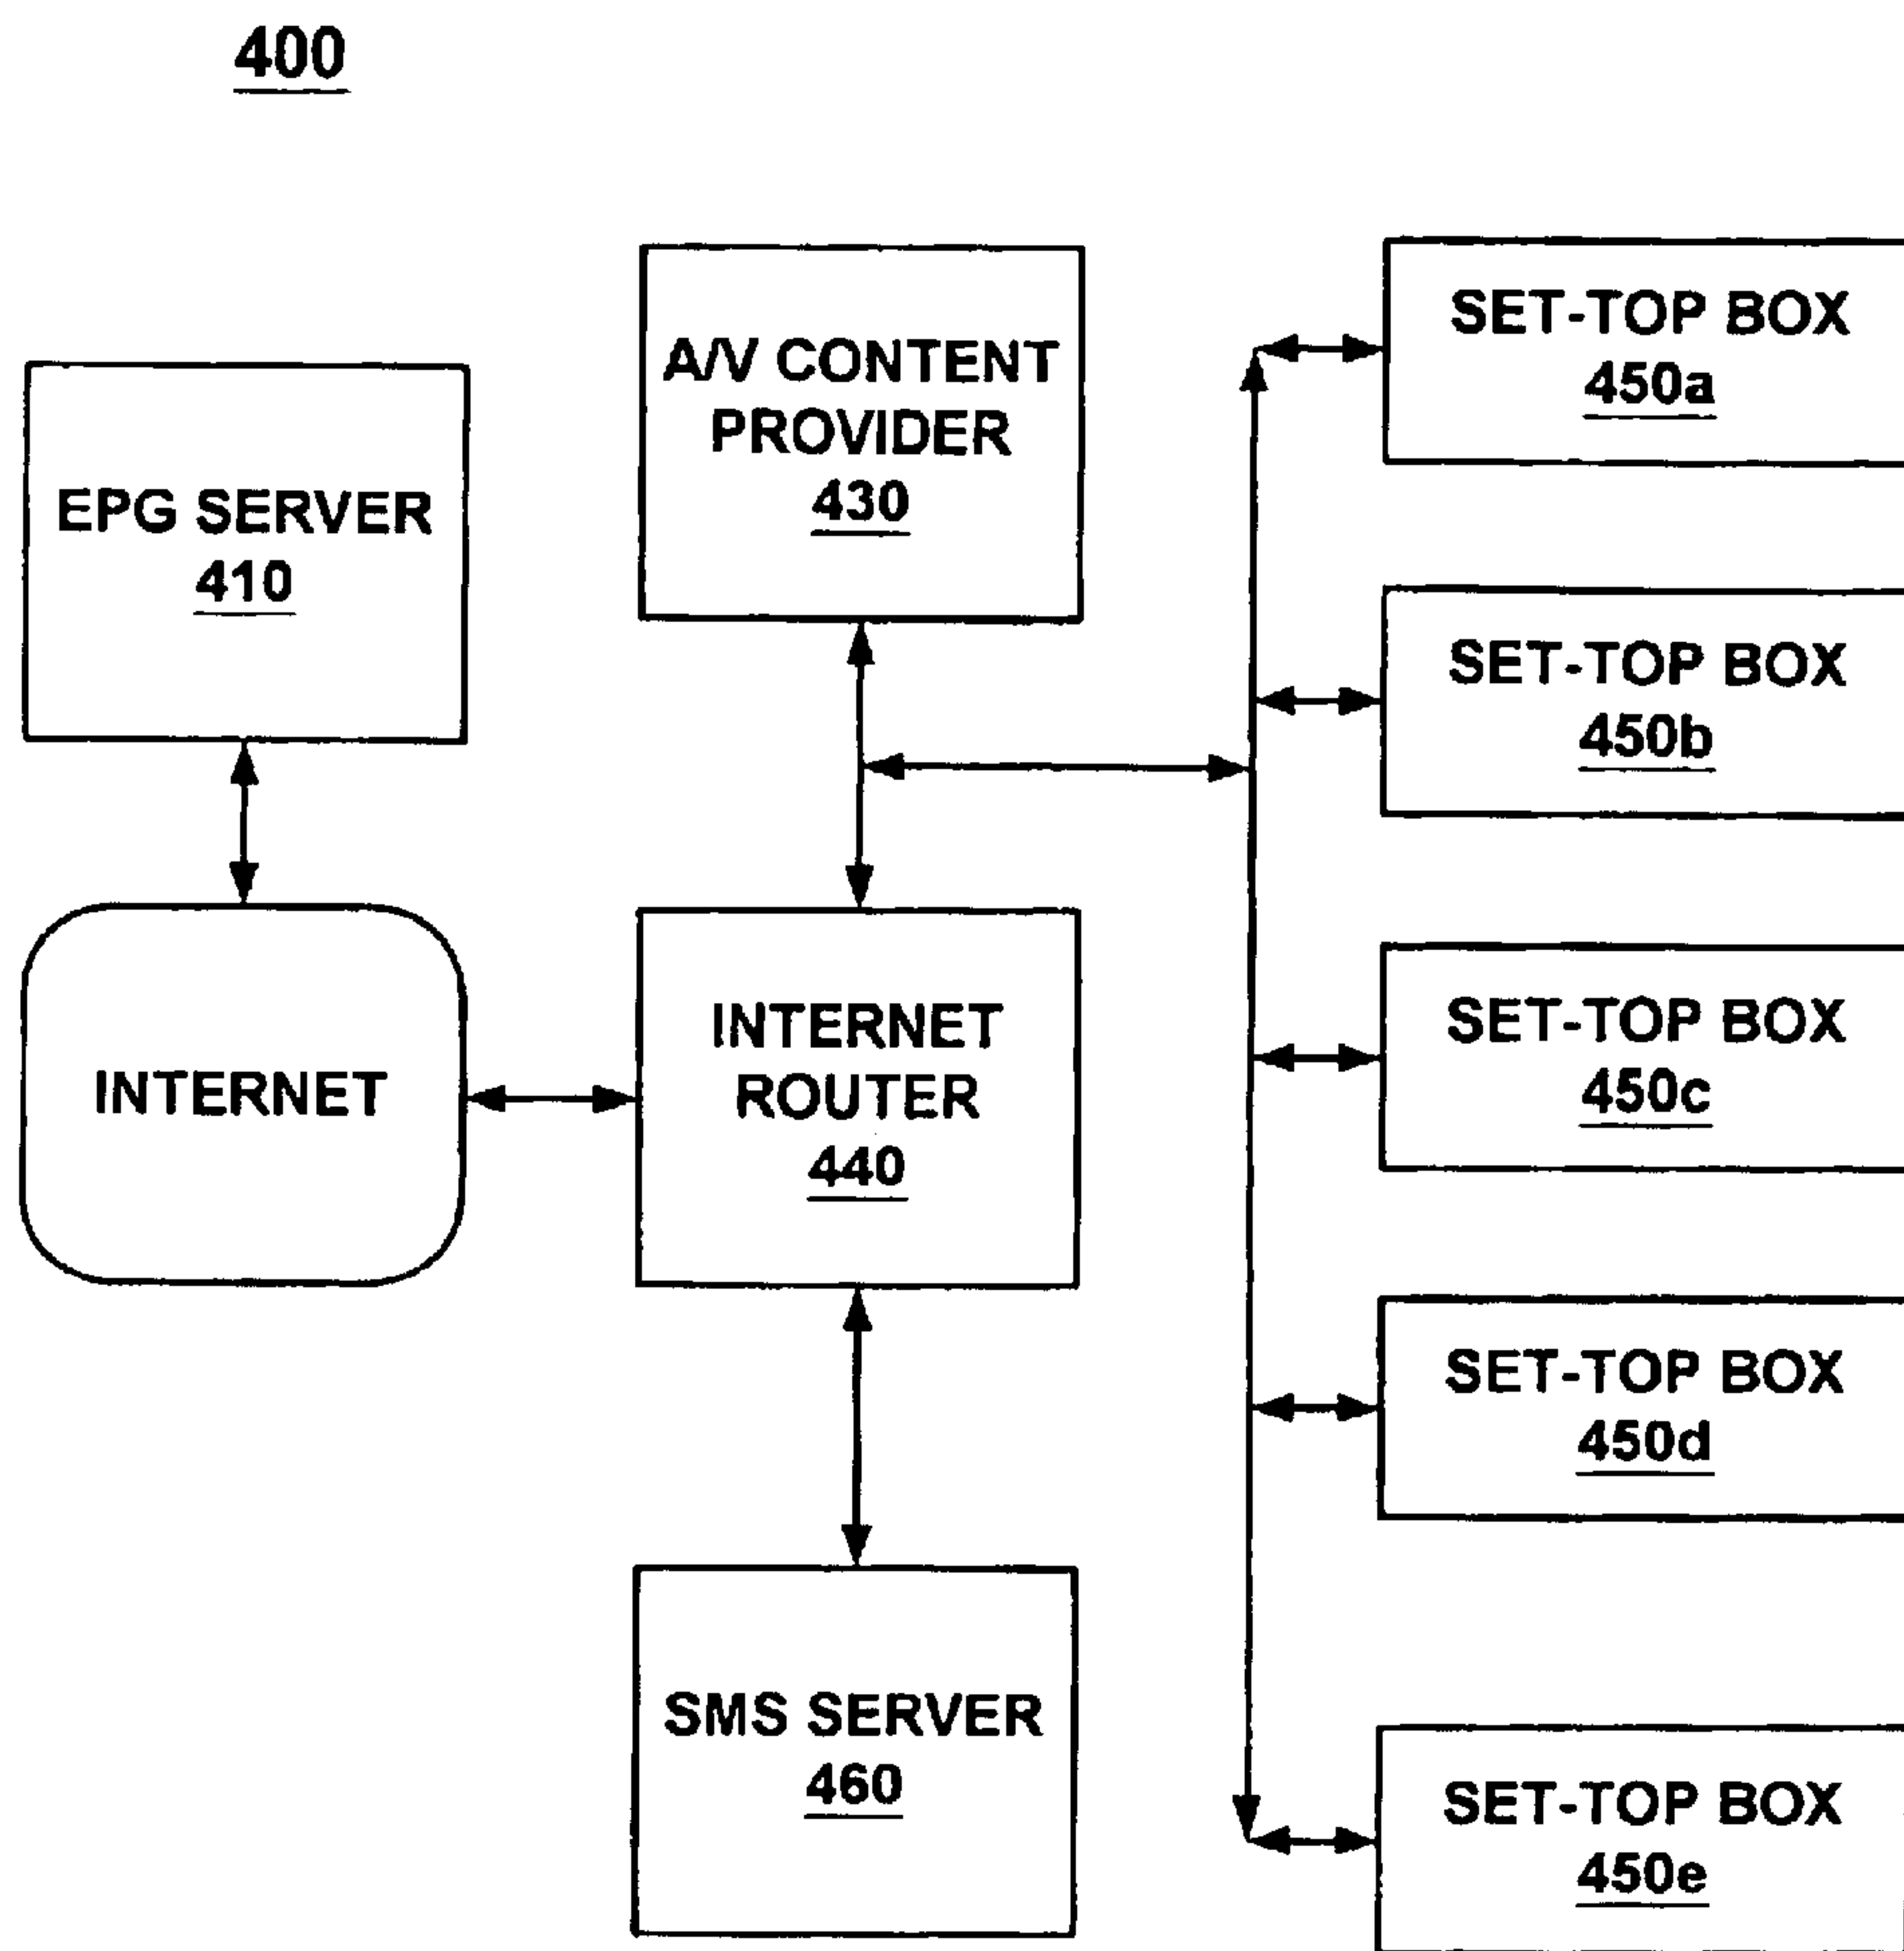 400
EPG SERVER
410
INTERNET
A/V CONTENT
PROVIDER
430
INTERNET
ROUTER
440
SMS SERVER
460
SET-TOP BOX
450a
SET-TOP BOX
450b
SET-TOP BOX
450c
SET-TOP BOX
450d
SET-TOP BOX
450e